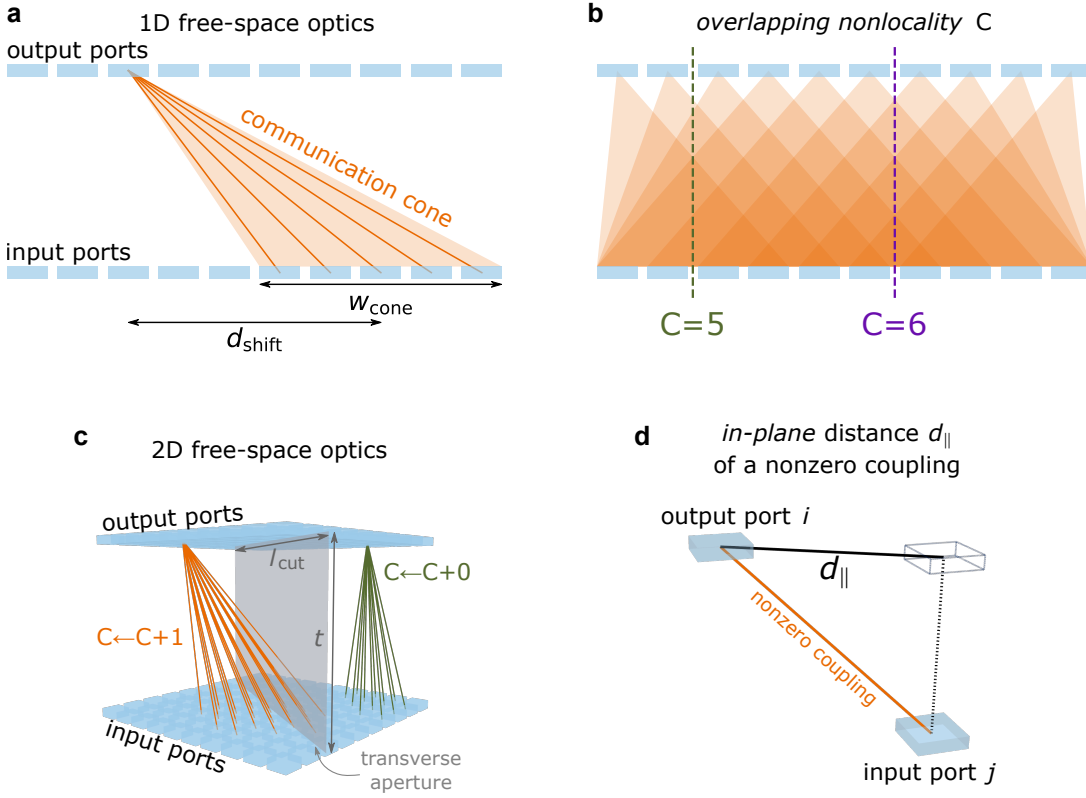 a
1D free-space optics
output ports
communication cone
input ports
w_cone
d_shift
b
overlapping nonlocality C
C=5
C=6
c
2D free-space optics
output ports
l_cut
C←C+0
C←C+1
t
input ports
transverse
aperture
d
in-plane distance d_∥
of a nonzero coupling
output port i
d_∥
nonzero coupling
input port j